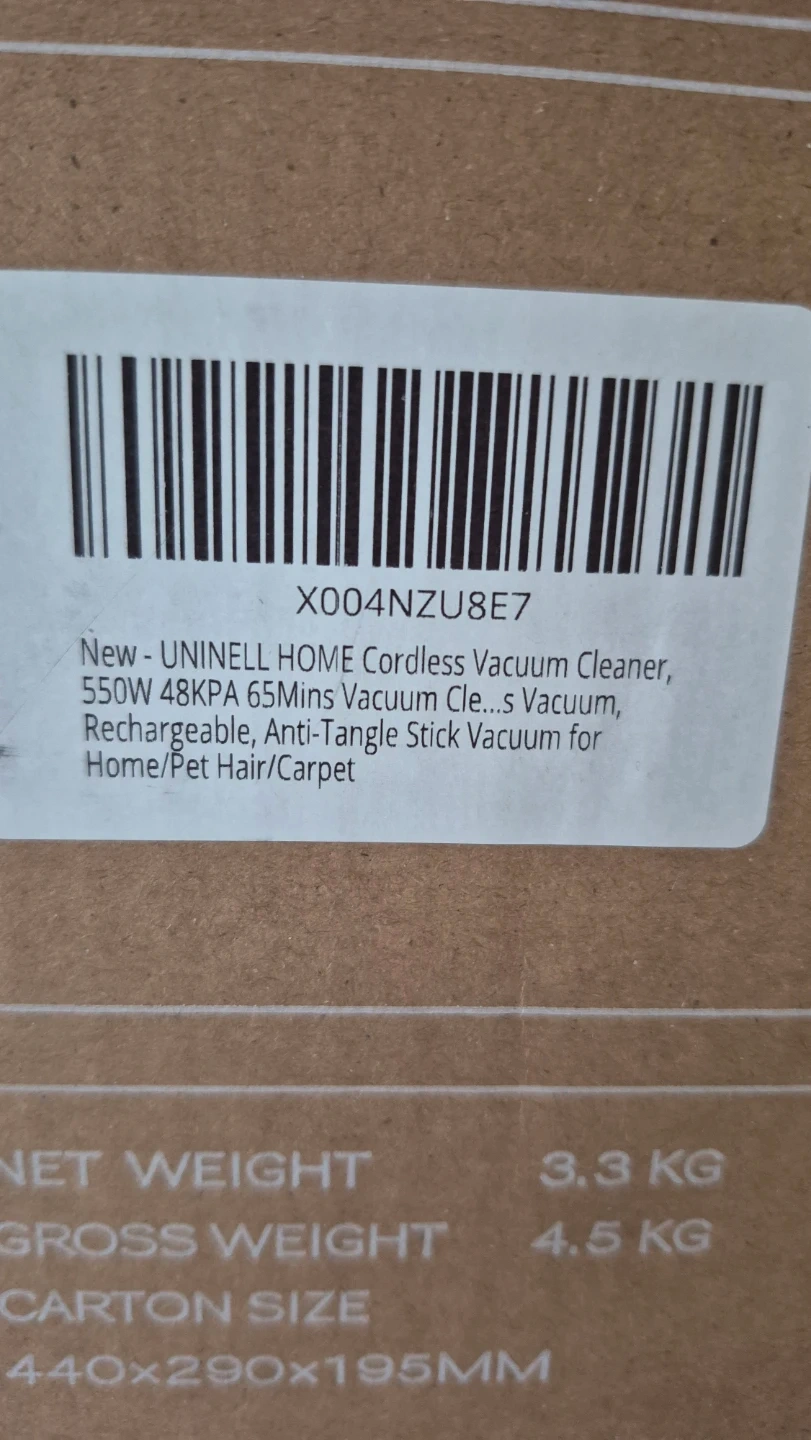 X004NZU8E7
New - UNINELL HOME Cordless Vacuum Cleaner,
550W 48KPA 65Mins Vacuum Cle...s Vacuum,
Rechargeable, Anti-Tangle Stick Vacuum for
Home/Pet Hair/Carpet
NET WEIGHT 3.3 KG
GROSS WEIGHT 4.5 KG
CARTON SIZE
440x290x195MM